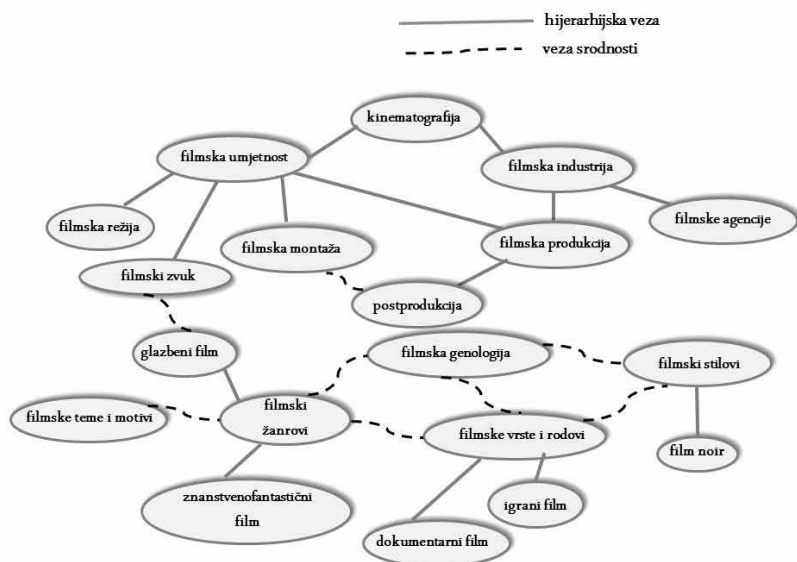 hijerarhijska veza
veza srodnosti
kinematografija
filmska umjetnost
filmska industrija
filmska režija
filmske agencije
filmska montaža
filmska produkcija
filmski zvuk
postprodukcija
glazbeni film
filmska genologija
filmski stilovi
filmske teme i motivi
filmski
žanrovi
filmske vrste i rodovi
film noir
znanstvenofantastični
film
igrani film
dokumentarni film